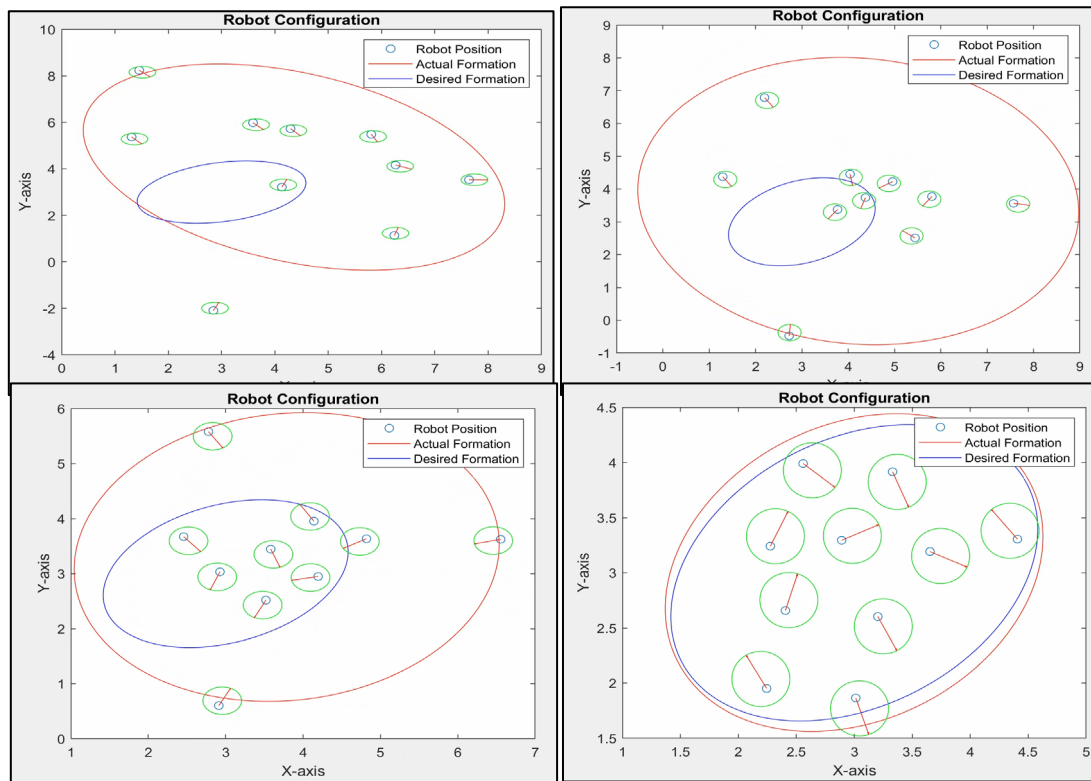 Robot Configuration
10
8
6
4
2
0
-2
-4
Y-axis
Robot Position
Actual Formation
Desired Formation
0 1 2 3 4 5 6 7 8 9
X-axis
Robot Configuration
9
8
7
6
5
4
3
2
1
0
-1
Y-axis
Robot Position
Actual Formation
Desired Formation
-1 0 1 2 3 4 5 6 7 8 9
X-axis
Robot Configuration
6
5
4
3
2
1
0
Y-axis
Robot Position
Actual Formation
Desired Formation
1 2 3 4 5 6 7
X-axis
Robot Configuration
4.5
4
3.5
3
2.5
2
1.5
Y-axis
Robot Position
Actual Formation
Desired Formation
1 1.5 2 2.5 3 3.5 4 4.5 5
X-axis